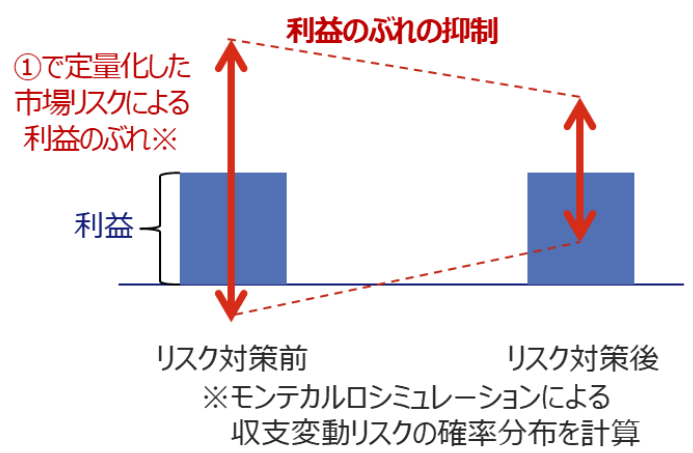 利益のぶれの抑制
①で定量化した
市場リスクによる
利益のぶれ※
利益
リスク対策前
リスク対策後
※モンテカルロシミュレーションによる
収支変動リスクの確率分布を計算